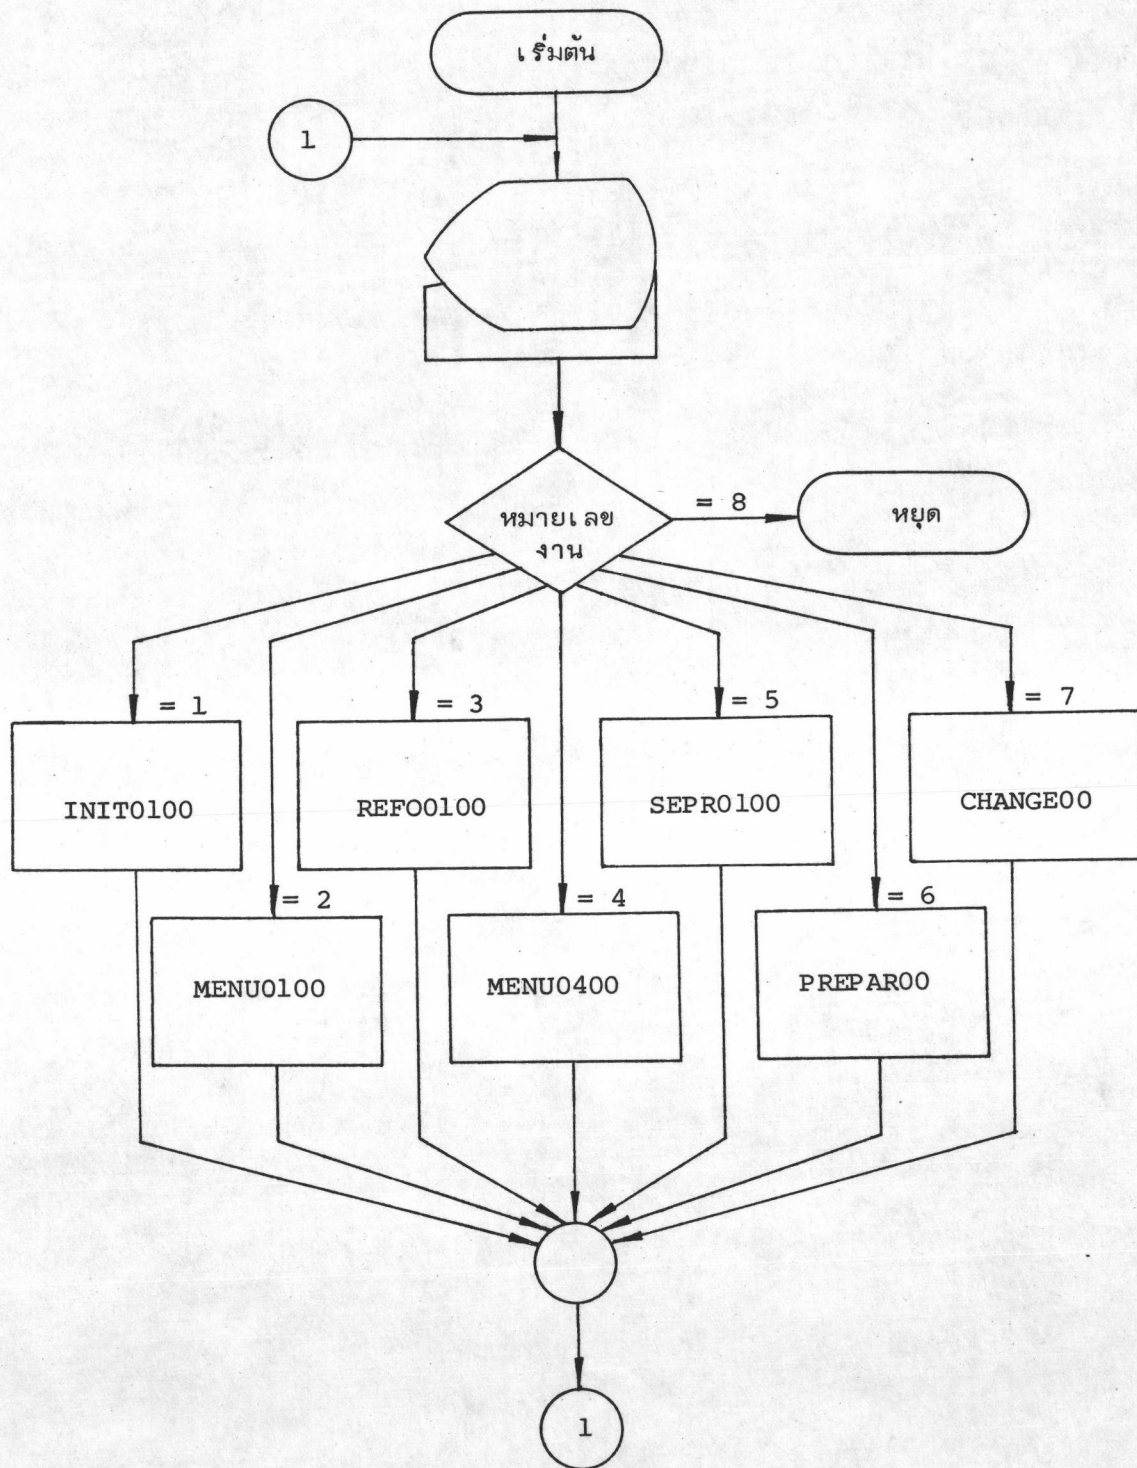 เริ่มต้น
1
หมายเลข
งาน
= 8
หยุด
= 1
= 3
= 5
= 7
INIT0100
REFO0100
SEPR0100
CHANGE00
= 2
= 4
= 6
MENU0100
MENU0400
PREPAR00
1